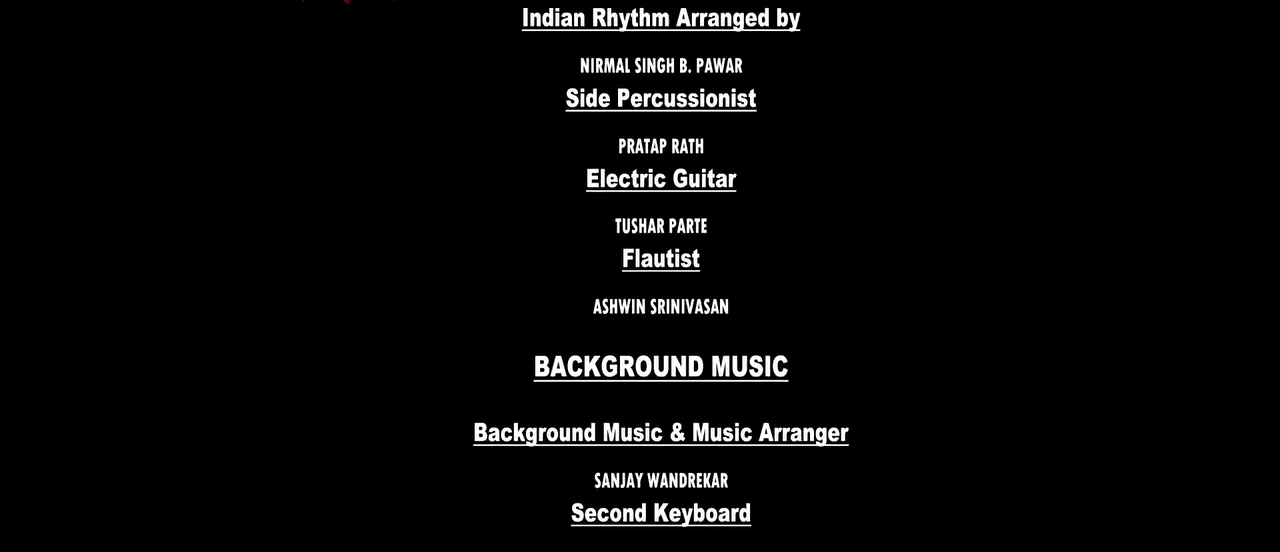 Indian Rhythm Arranged by
NIRMAL SINGH B. PAWAR
Side Percussionist
PRATAP RATH
Electric Guitar
TUSHAR PARTE
Flautist
ASHWIN SRINIVASAN
BACKGROUND MUSIC
Background Music & Music Arranger
SANJAY WANDREKAR
Second Keyboard